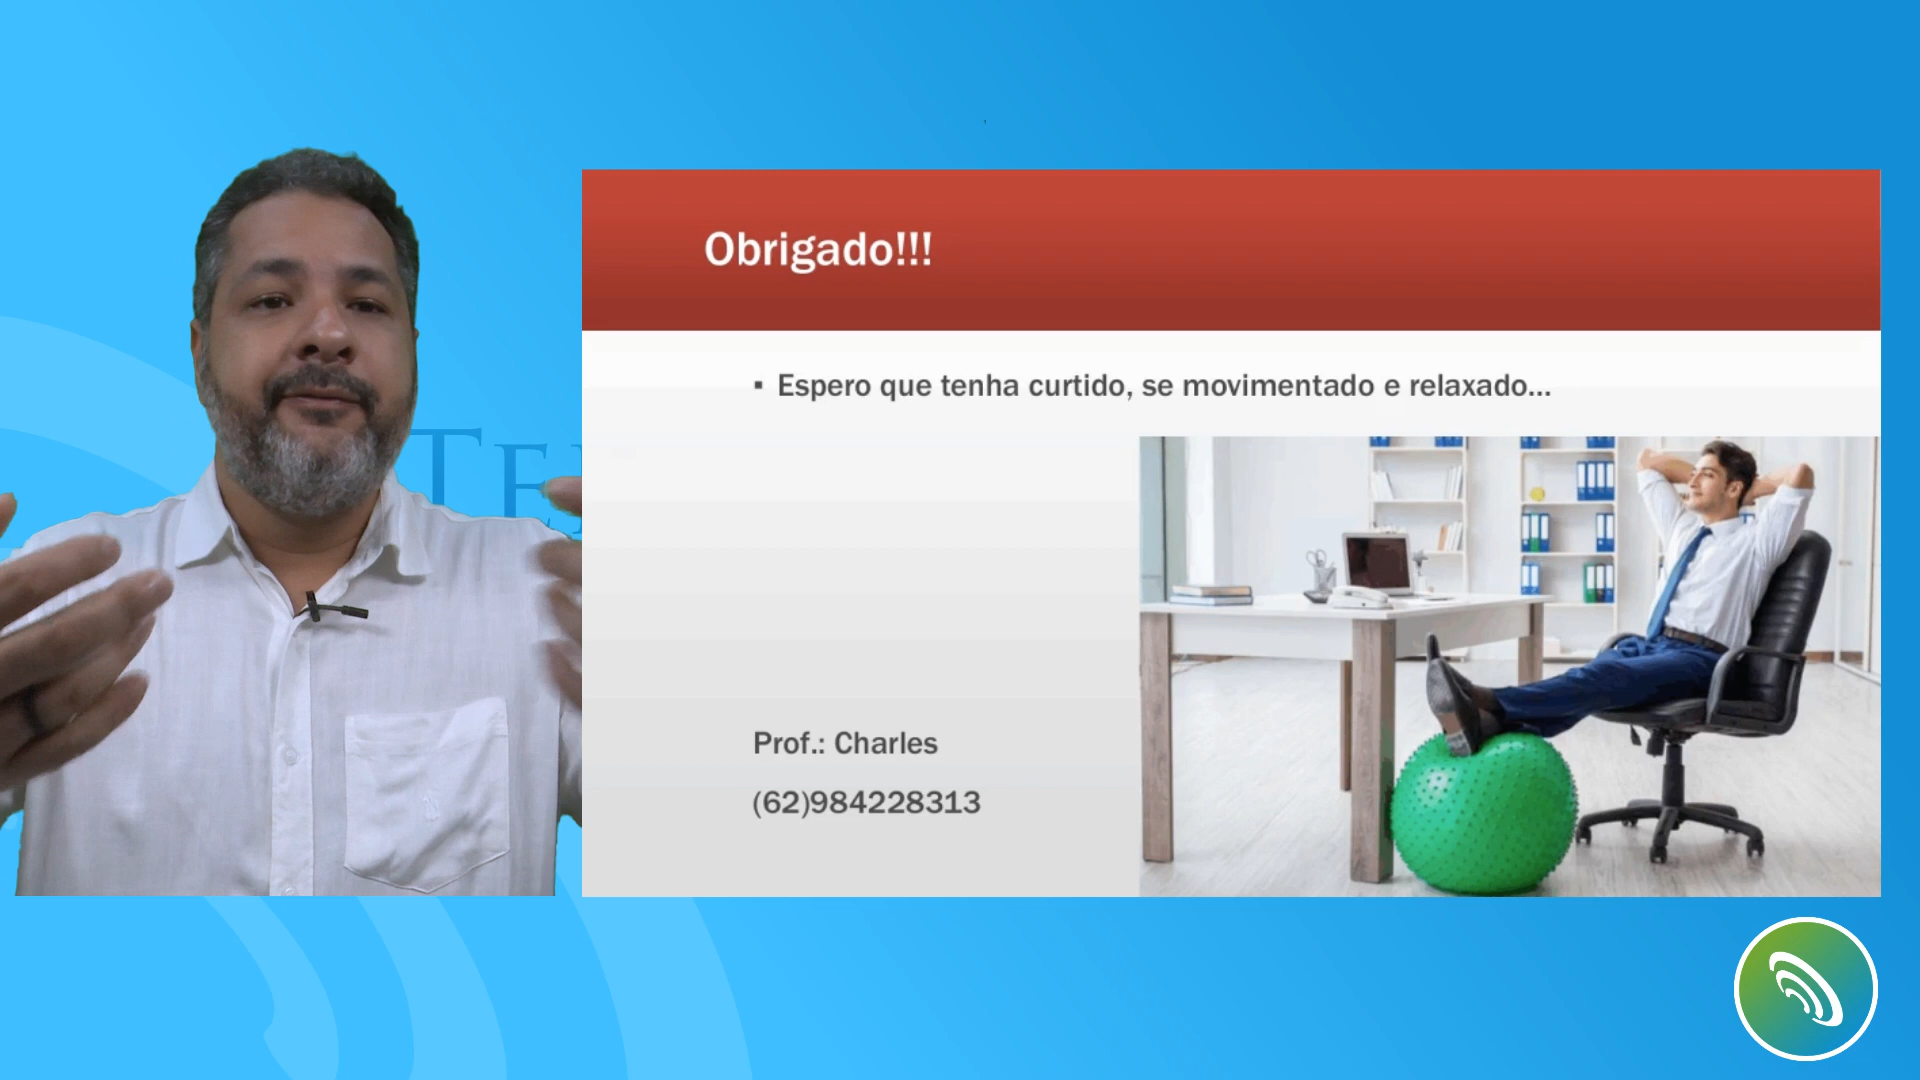 Obrigado!!!
▪ Espero que tenha curtido, se movimentado e relaxado...
Prof.: Charles
(62)984228313